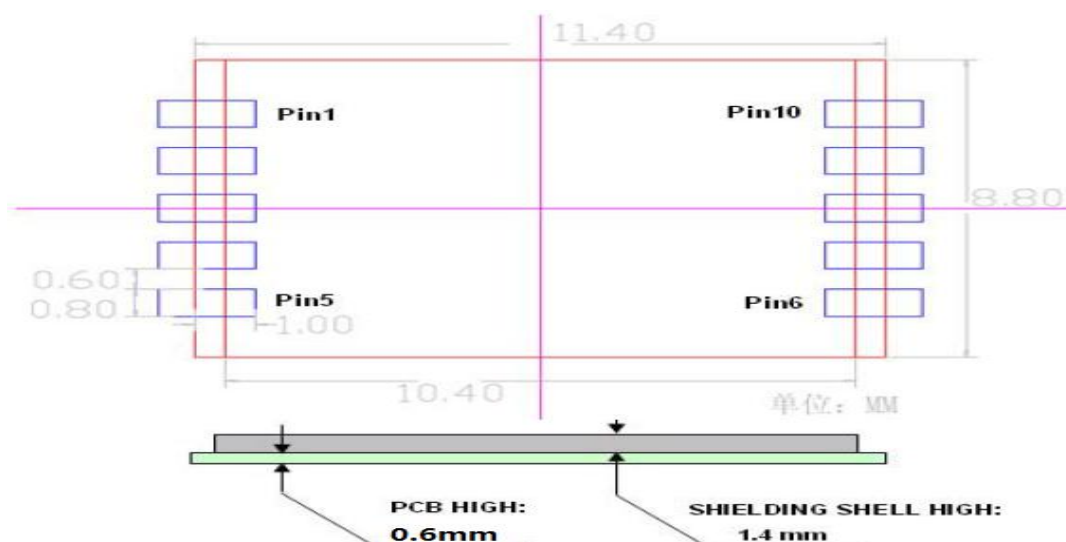 11.40
Pin1
Pin10
8.80
0.60
0.80
Pin5
Pin6
1.00
10.40
单位: MM
PCB HIGH:
0.6mm
SHIELDING SHELL HIGH:
1.4 mm